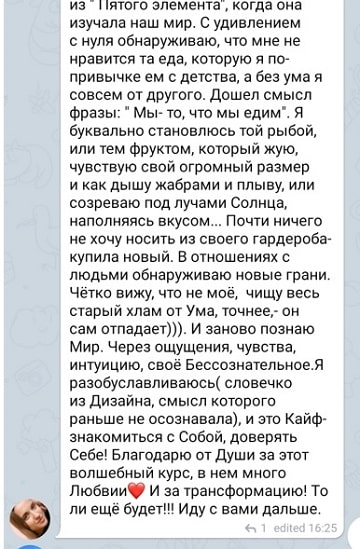 из "Пятого элемента", когда она
изучала наш мир. С удивлением
с нуля обнаруживаю, что мне не
нравится та еда, которую я по-
привычке ем с детства, а без ума я
совсем от другого. Дошел смысл
фразы: " Мы- то, что мы едим". Я
буквально становлюсь той рыбой,
или тем фруктом, который жую,
чувствую свой огромный размер
и как дышу жабрами и плыву, или
созреваю под лучами Солнца,
наполняясь вкусом... Почти ничего
не хочу носить из своего гардероба-
купила новый. В отношениях с
людьми обнаруживаю новые грани.
Чётко вижу, что не моё, чищу весь
старый хлам от Ума, точнее,- он
сам отпадает))). И заново познаю
Мир. Через ощущения, чувства,
интуицию, своё Бессознательное.Я
разобуславливаюсь( словечко
из Дизайна, смысл которого
раньше не осознавала), и это Кайф-
знакомиться с Собой, доверять
Себе! Благодарю от Души за этот
волшебный курс, в нем много
Любвии❤️ И за трансформацию! То
ли ещё будет!!! Иду с вами дальше.
1 edited 16:25